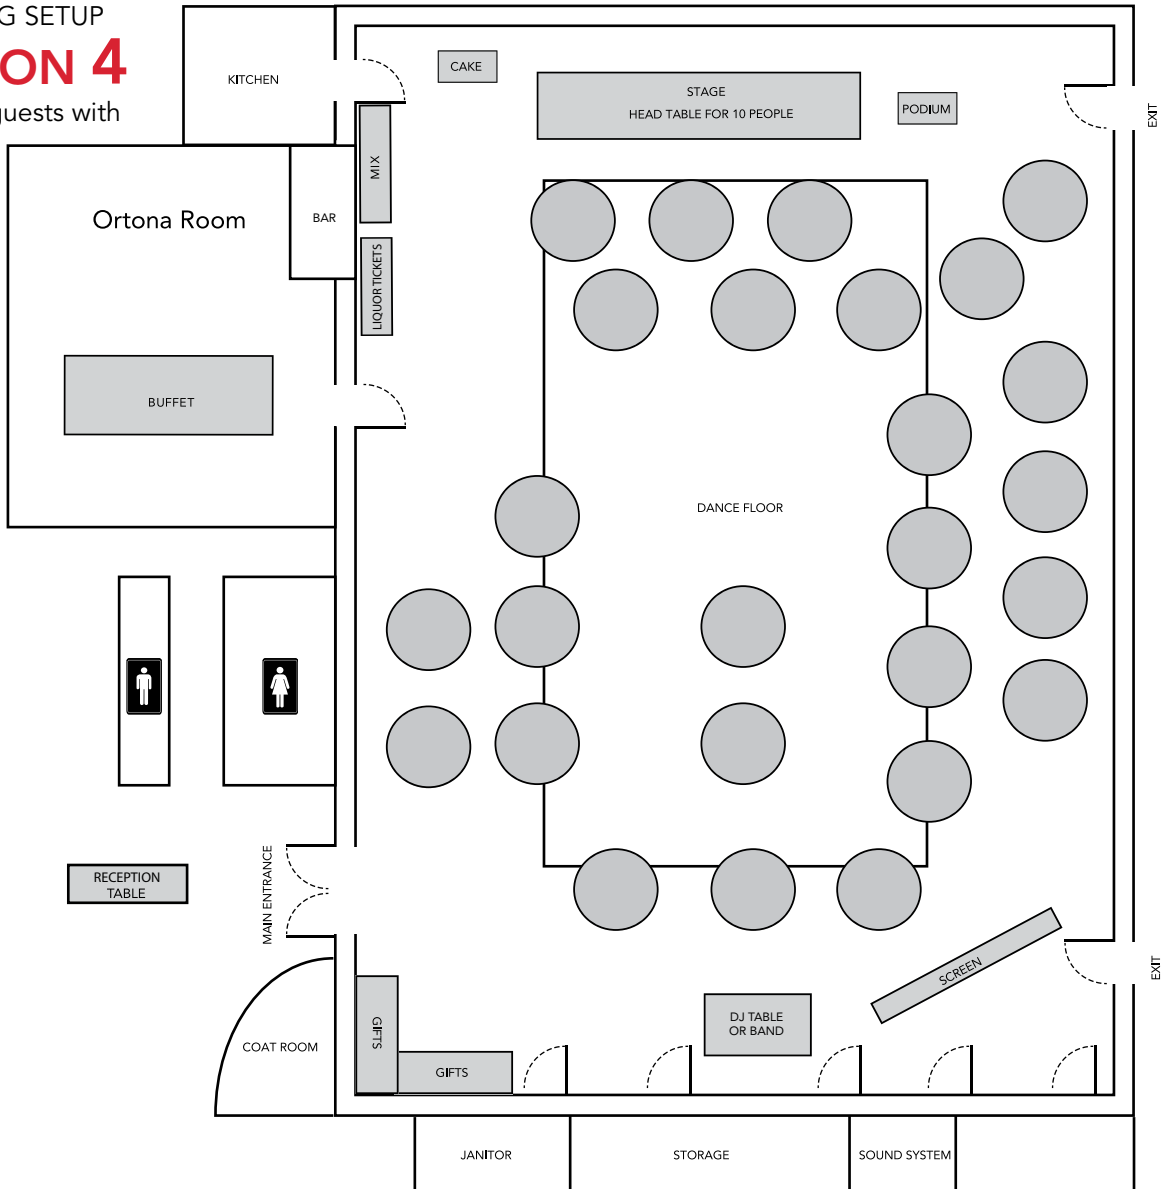 G SETUP
ON 4
guests with
KITCHEN
CAKE
STAGE
HEAD TABLE FOR 10 PEOPLE
PODIUM
EXIT
MIX
Ortona Room
BAR
LIQUOR TICKETS
BUFFET
DANCE FLOOR
RECEPTION
TABLE
MAIN ENTRANCE
SCREEN
EXIT
COAT ROOM
GIFTS
GIFTS
DJ TABLE
OR BAND
JANITOR
STORAGE
SOUND SYSTEM